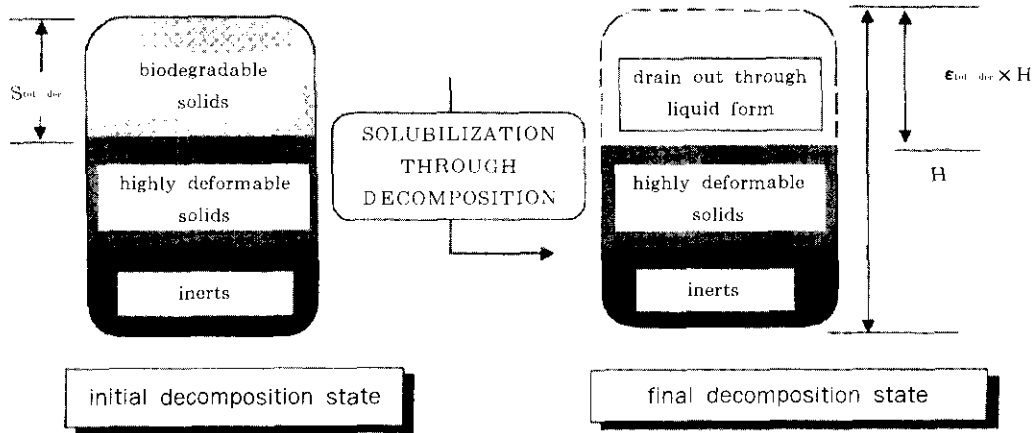 biodegradable
solids
highly deformable
solids
inerts
initial decomposition state
SOLUBILIZATION
THROUGH
DECOMPOSITION
drain out through
liquid form
highly deformable
solids
inerts
final decomposition state
S
ε × H
H